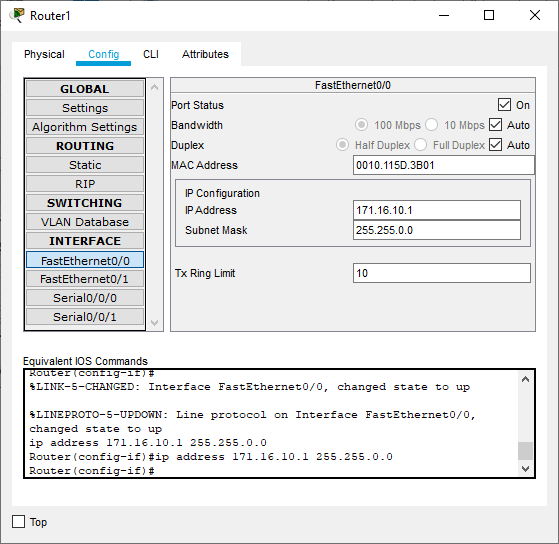 Router1
Physical Config CLI Attributes
GLOBAL
Settings
Algorithm Settings
ROUTING
Static
RIP
SWITCHING
VLAN Database
INTERFACE
FastEthernet0/0
FastEthernet0/1
Serial0/0/0
Serial0/0/1
FastEthernet0/0
Port Status On
Bandwidth 100 Mbps 10 Mbps Auto
Duplex Half Duplex Full Duplex Auto
MAC Address 0010.115D.3B01
IP Configuration
IP Address 171.16.10.1
Subnet Mask 255.255.0.0
Tx Ring Limit 10
Equivalent IOS Commands
Router(config-if)#
%LINK-5-CHANGED: Interface FastEthernet0/0, changed state to up
%LINEPROTO-5-UPDOWN: Line protocol on Interface FastEthernet0/0,
changed state to up
ip address 171.16.10.1 255.255.0.0
Router(config-if)#ip address 171.16.10.1 255.255.0.0
Router(config-if)#
Top